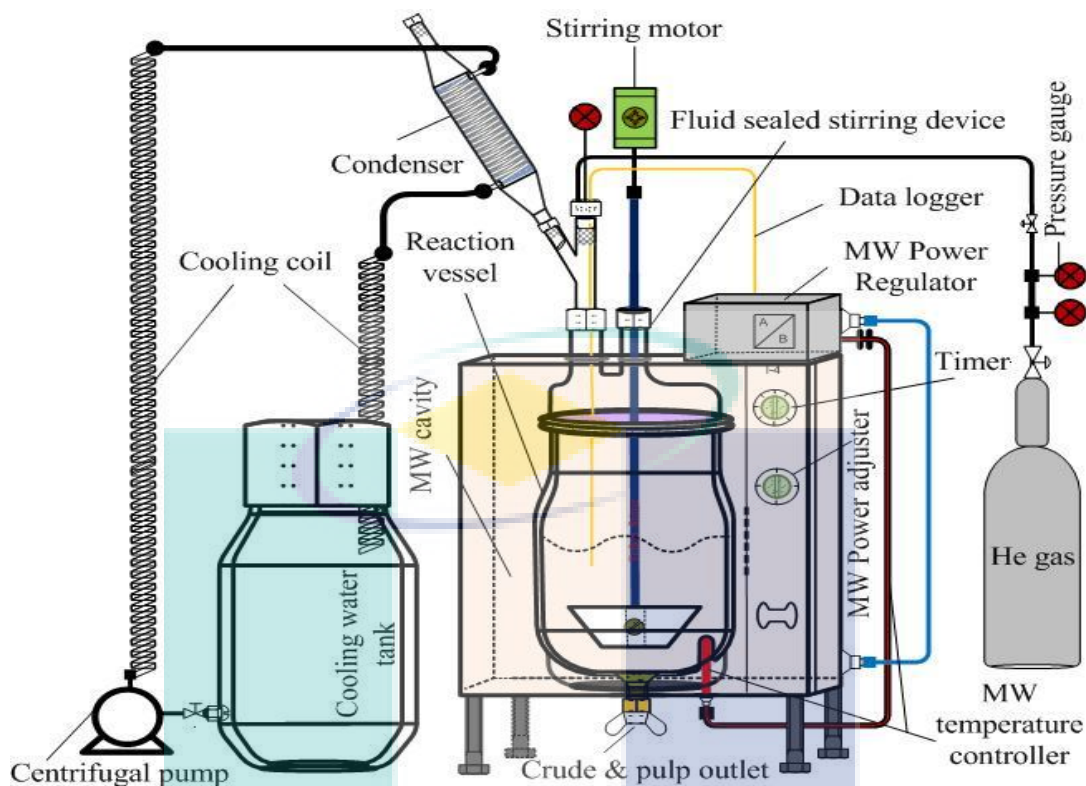 Stirring motor
Fluid sealed stirring device
Pressure gauge
Condenser
Data logger
Reaction
vessel
MW Power
Regulator
Cooling coil
A
B
Timer
MW cavity
MW Power adjuster
He gas
Cooling water
tank
MW
temperature
controller
Centrifugal pump
Crude & pulp outlet